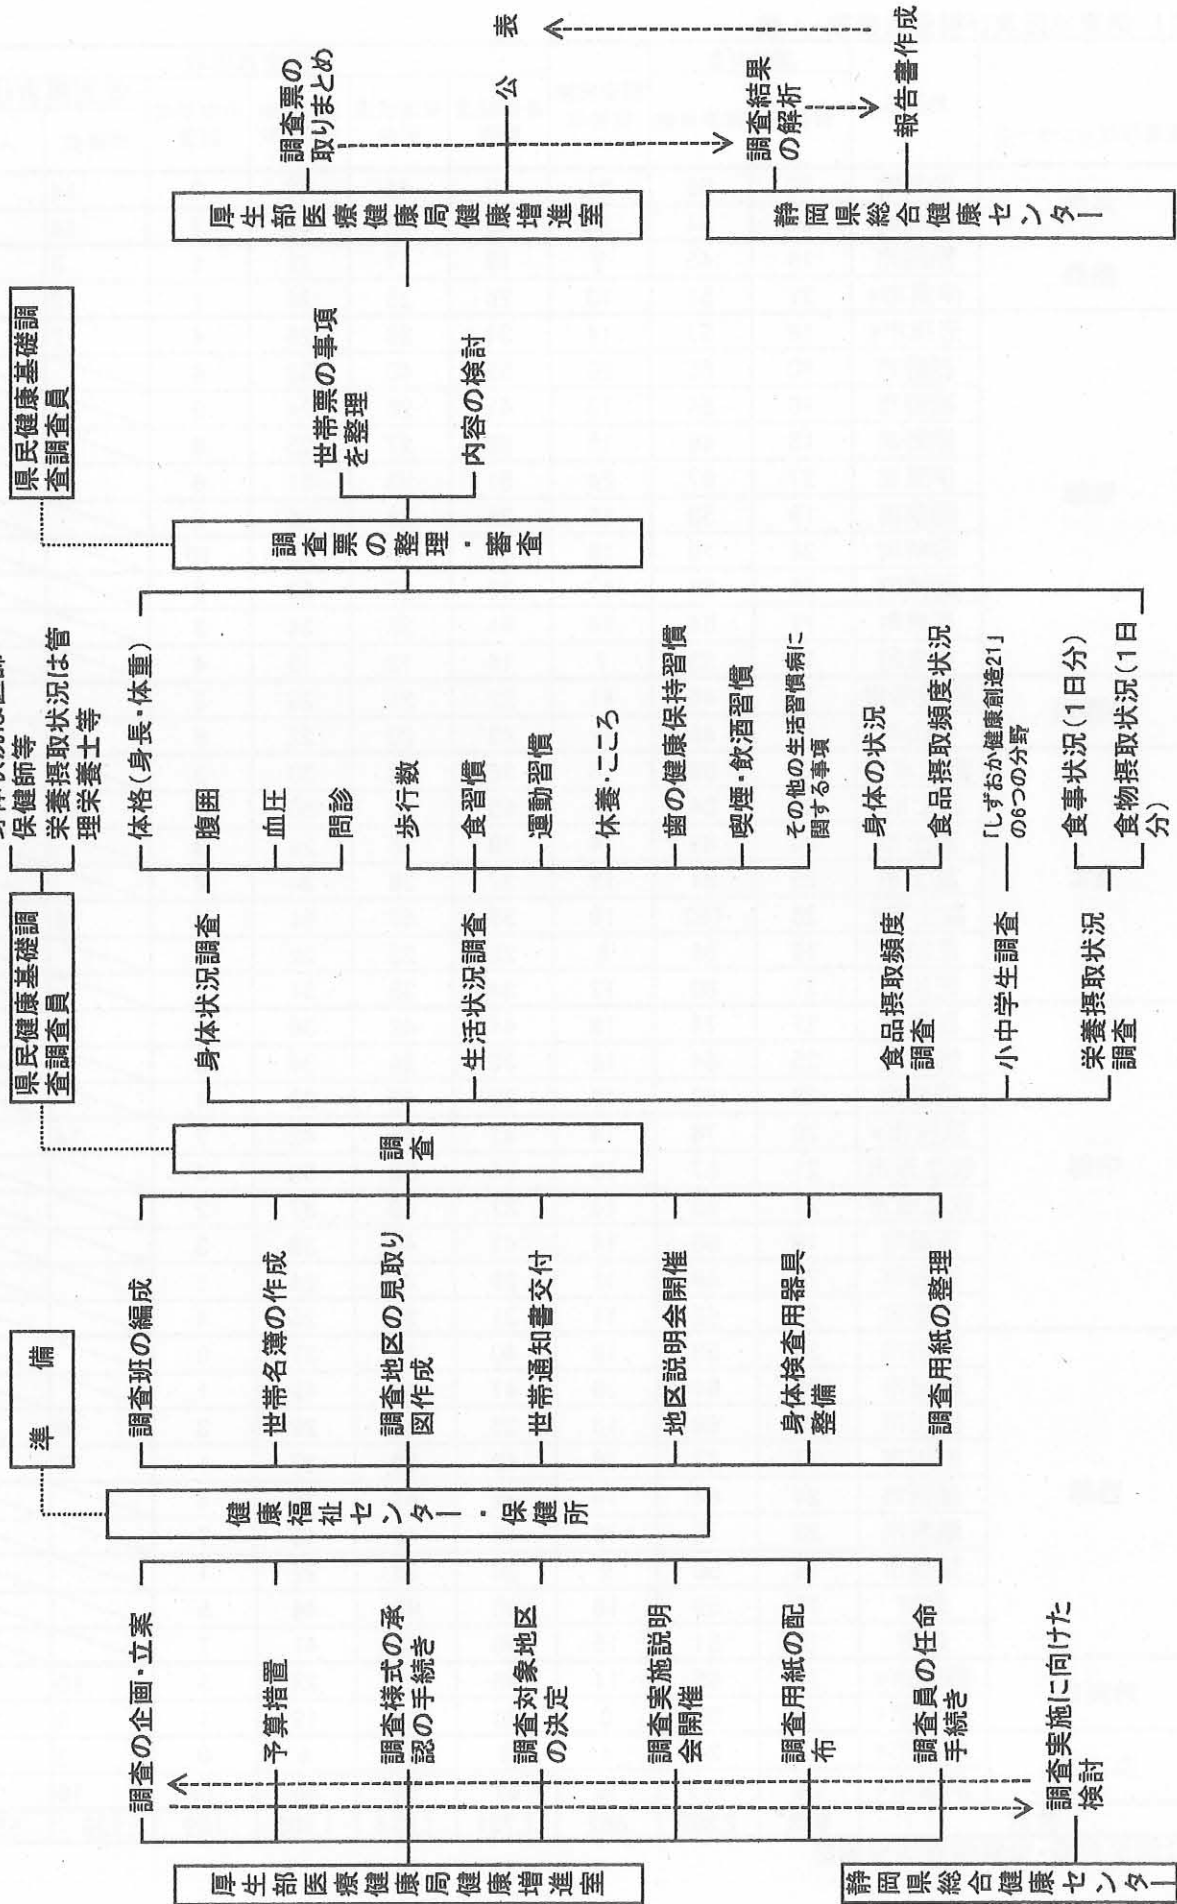 厚生部医療健康局健康増進室
調査の企画・立案
予算措置
調査様式の承
認の手続き
調査対象地区
の決定
調査実施説明
会開催
調査用紙の配
布
調査員の任命
手続き
静岡県総合健康センター
調査実施に向けた
検討
準　備
健康福祉センター・保健所
調査班の編成
世帯名簿の作成
調査地区の見取り
図作成
世帯通知書交付
地区説明会開催
身体検査用器具
整備
調査用紙の整理
県民健康基礎調
査調査員
保健師等
栄養摂取状況は管
理栄養士等
調査
身体状況調査
体格(身長・体重)
腹囲
血圧
問診
生活状況調査
歩行数
食習慣
運動習慣
休養・こころ
歯の健康保持習慣
喫煙・飲酒習慣
その他の生活習慣病に
関する事項
食品摂取頻度
調査
身体の状況
食品摂取頻度状況
小中学生調査
「しずおか健康創造21」
の6つの分野
栄養摂取状況
調査
食事状況(1日分)
食物摂取状況(1日
分)
県民健康基礎調
査調査員
調査票の整理・審査
世帯票の事項
を整理
内容の検討
厚生部医療健康局健康増進室
調査票の
取りまとめ
公　表
静岡県総合健康センター
調査結果
の解析
報告書作成